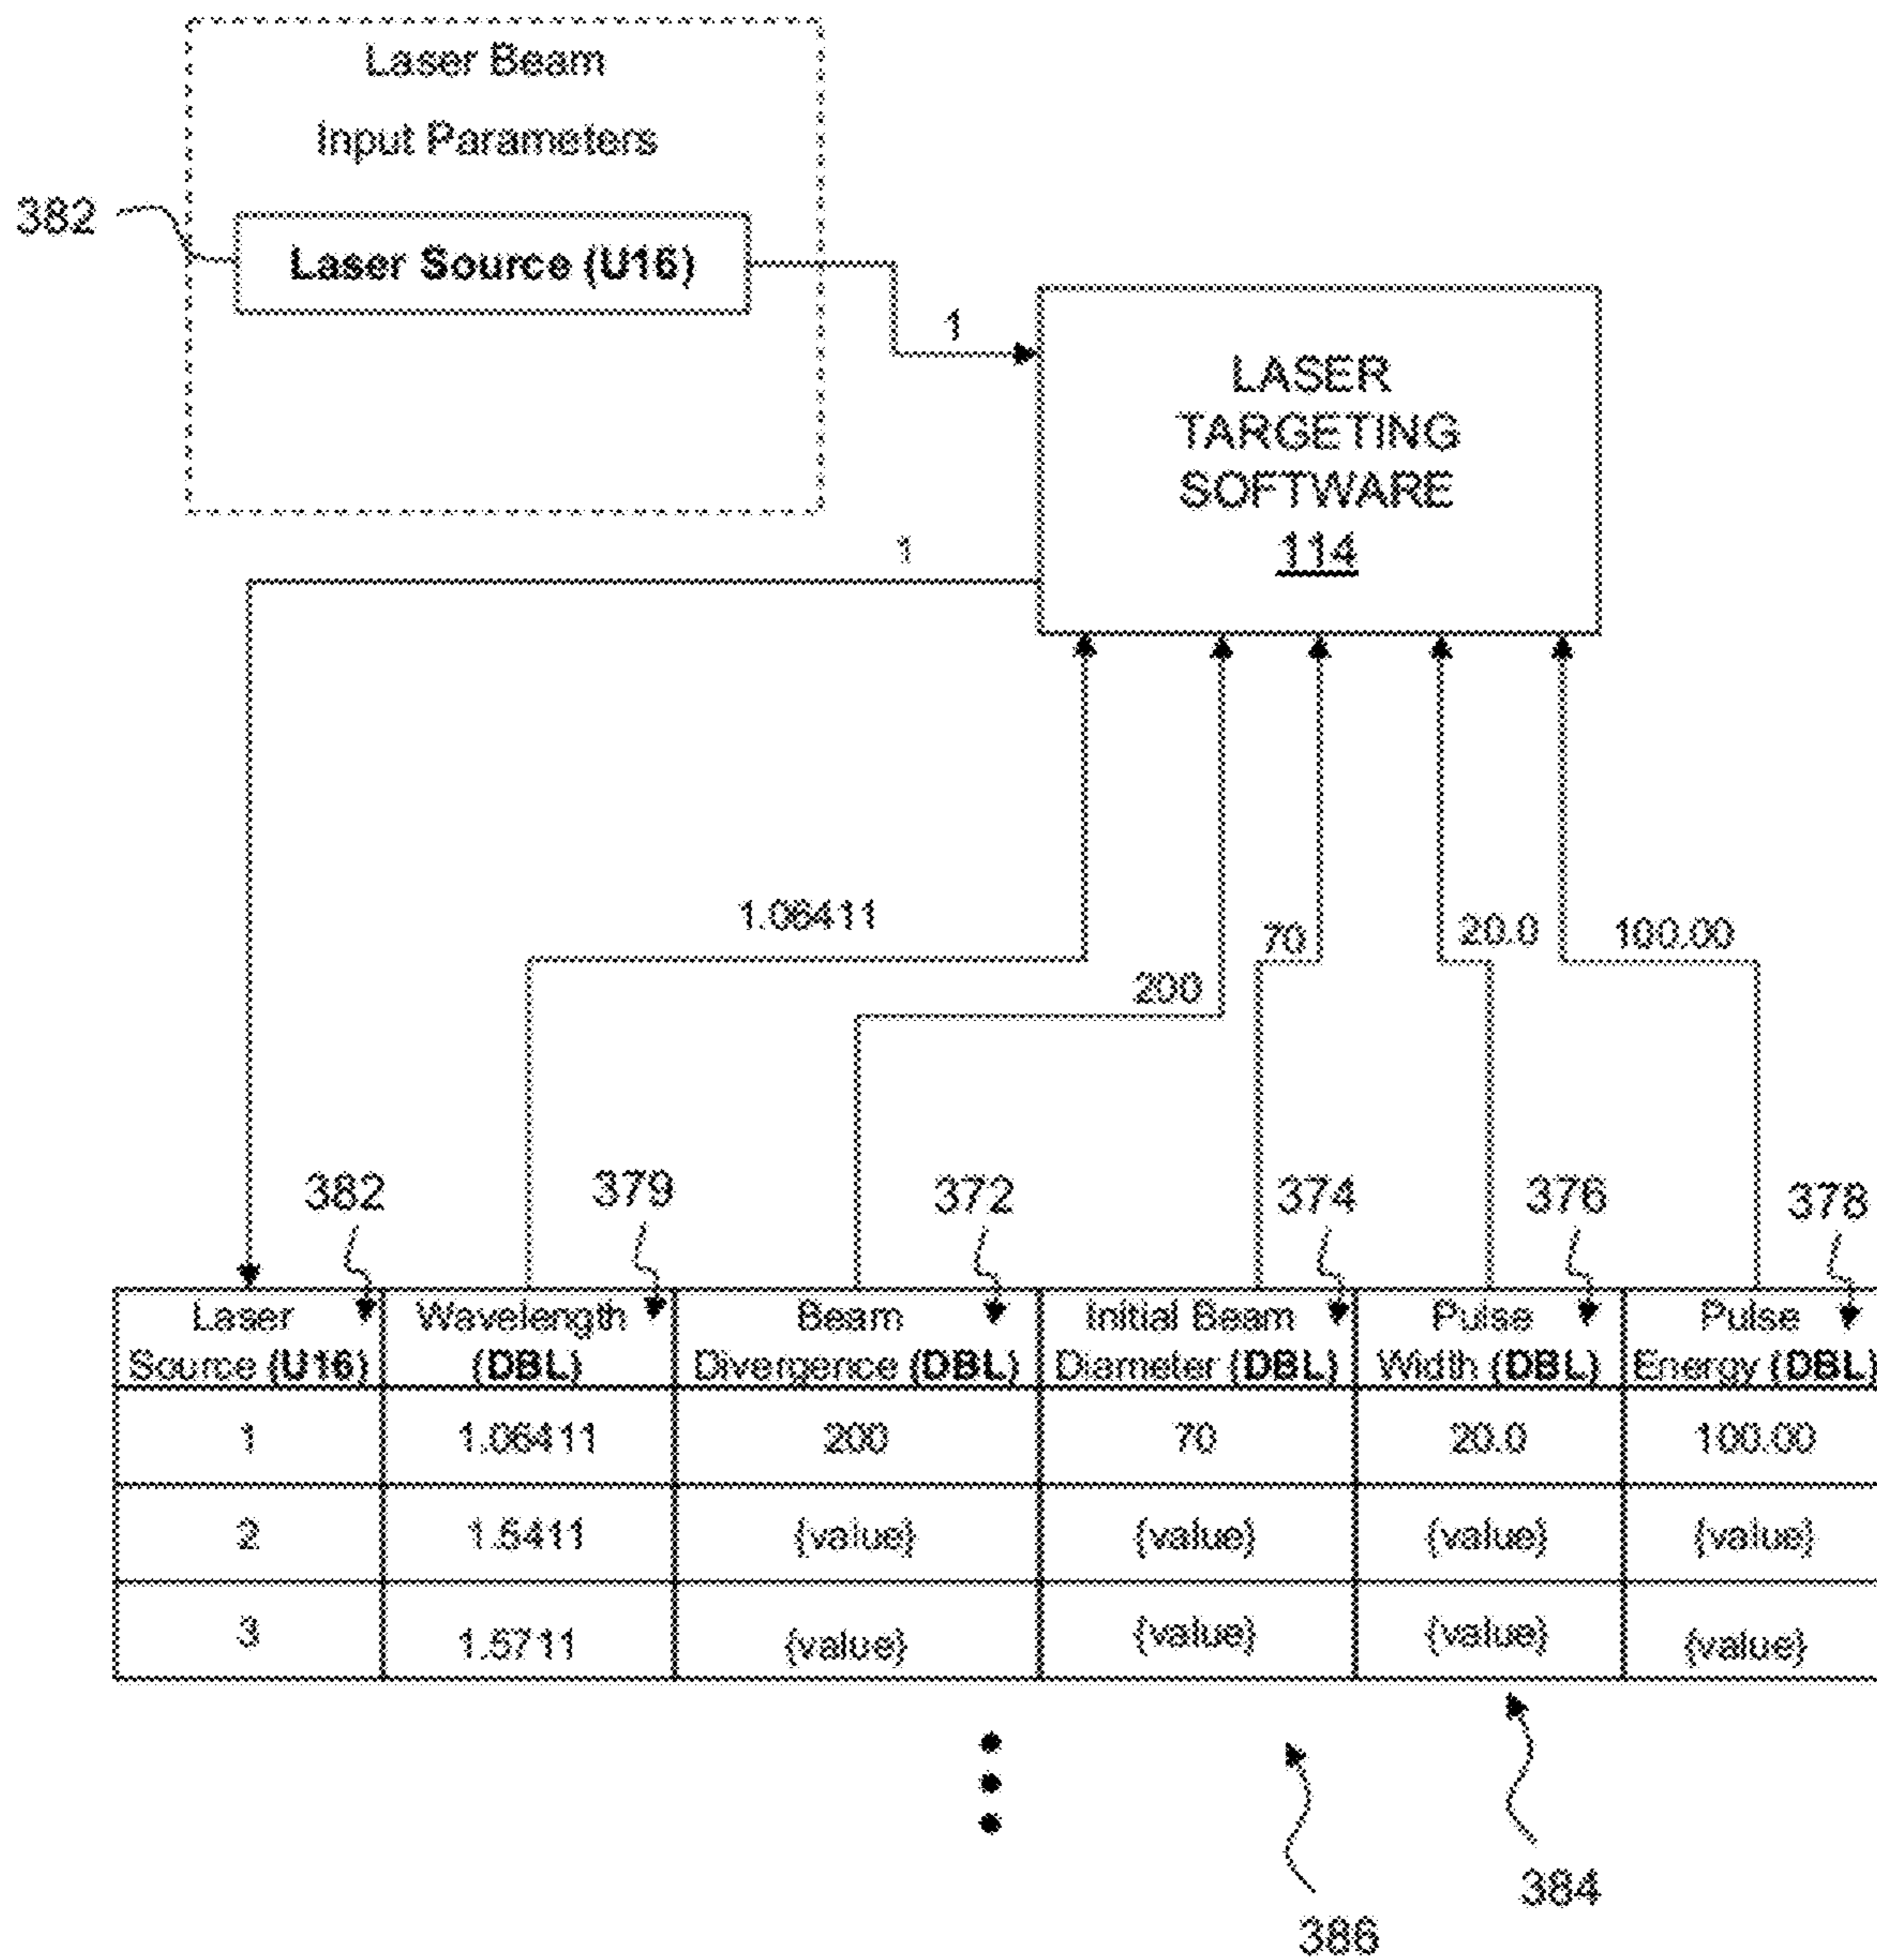 Laser Beam
Input Parameters
382
Laser Source (U16)
1
LASER
TARGETING
SOFTWARE
114
1
1.06411
70
20.0
100.00
200
382
379
372
374
376
378
Laser Source (U16)
Wavelength (DBL)
Beam Divergence (DBL)
Initial Beam Diameter (DBL)
Pulse Width (DBL)
Pulse Energy (DBL)
1 1.06411 200 70 20.0 100.00
2 1.5411 {value} {value} {value} {value}
3 1.5711 {value} {value} {value} {value}
384
386